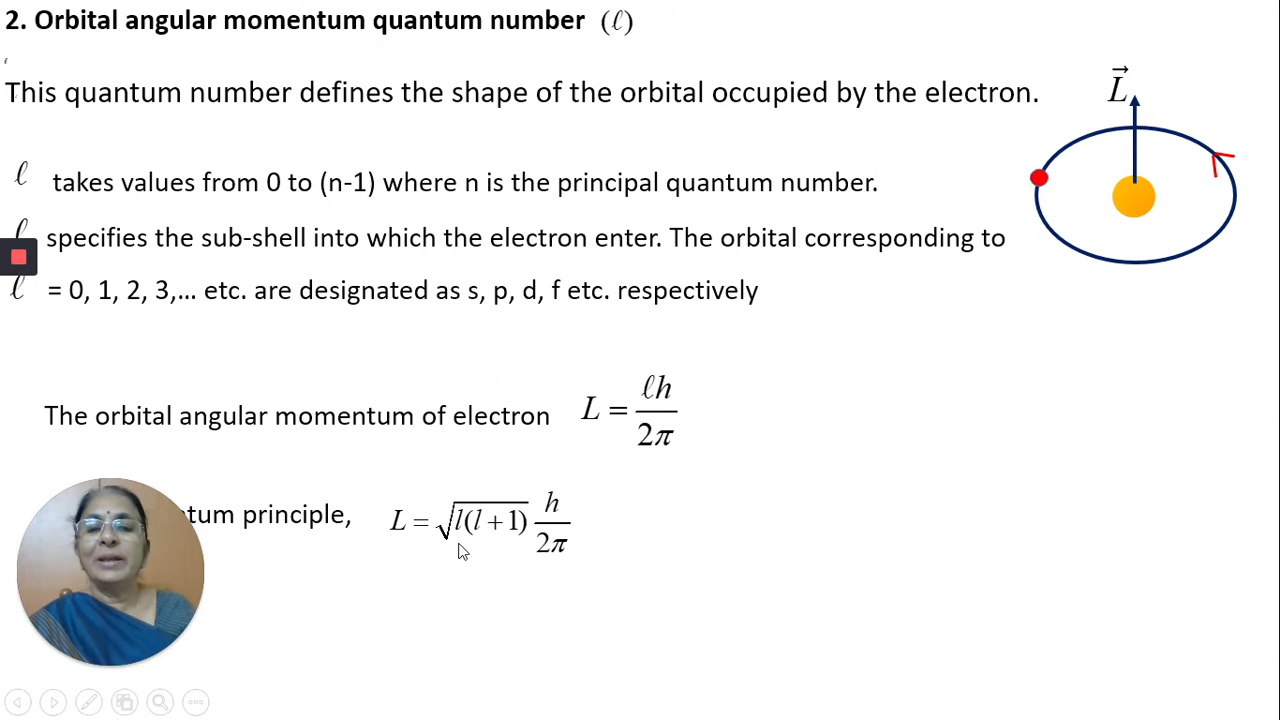 2. Orbital angular momentum quantum number (ℓ)
This quantum number defines the shape of the orbital occupied by the electron.
L⃗
ℓ takes values from 0 to (n-1) where n is the principal quantum number.
ℓ specifies the sub-shell into which the electron enter. The orbital corresponding to
ℓ = 0, 1, 2, 3,... etc. are designated as s, p, d, f etc. respectively
The orbital angular momentum of electron L = ℓh/2π
tum principle, L = √l(l+1) h/2π